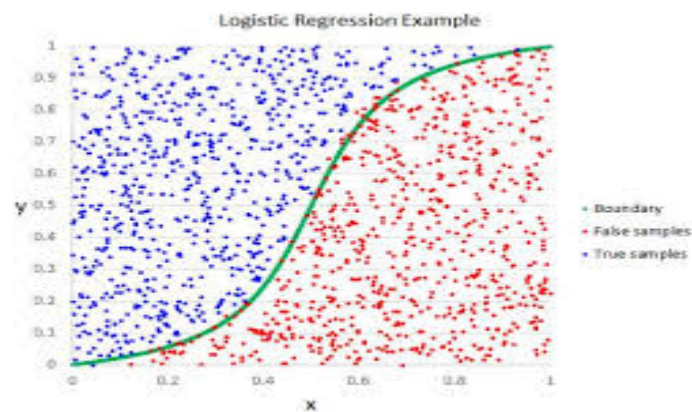 Logistic Regression Example
1
0.9
0.8
0.7
0.6
0.5
0.4
0.3
0.2
0.1
0
y
0 0.2 0.4 0.6 0.8 1
x
Boundary
False samples
True samples